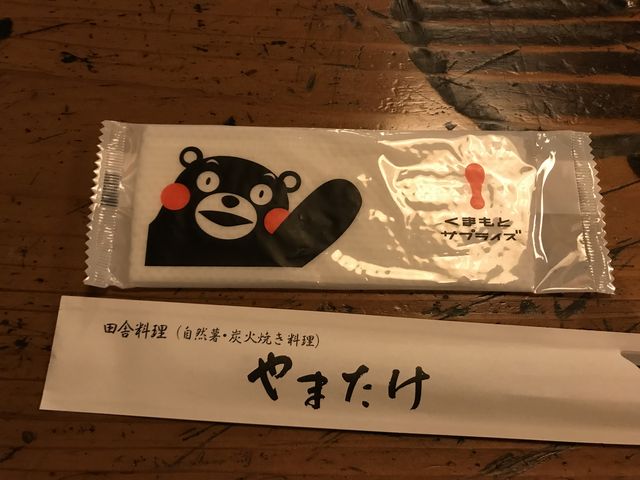 くまもと
サプライズ
田舎料理（自然薯・炭火焼き料理）
やまたけ